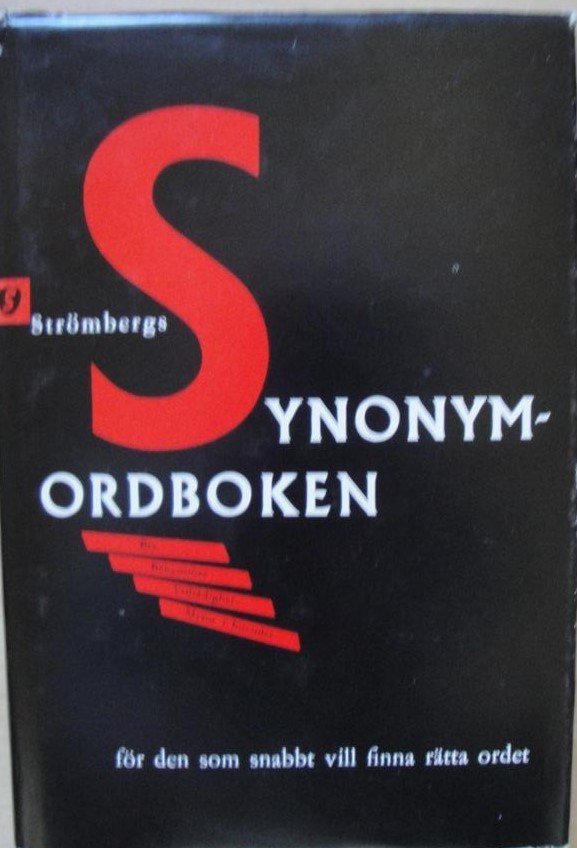 Strömbergs
SYNONYM-
ORDBOKEN
för den som snabbt vill finna rätta ordet